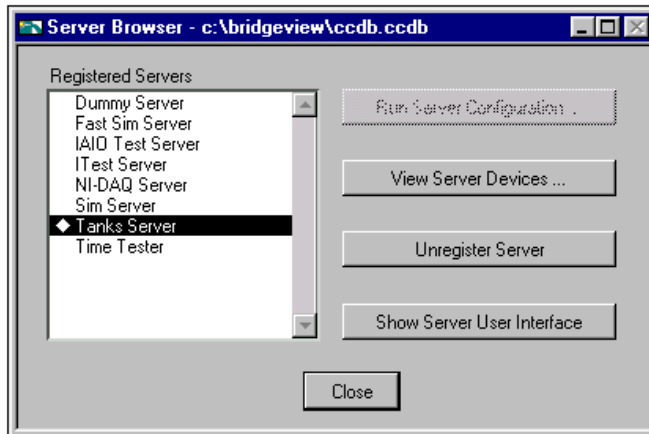 Server Browser - c:\bridgeview\ccdb.ccdb
Registered Servers
Dummy Server
Fast Sim Server
IAIO Test Server
ITest Server
NI-DAQ Server
Sim Server
Tanks Server
Time Tester
Run Server Configuration ..
View Server Devices ...
Unregister Server
Show Server User Interface
Close